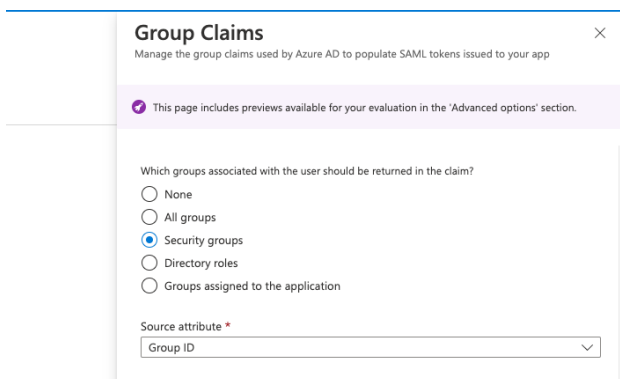 Group Claims
Manage the group claims used by Azure AD to populate SAML tokens issued to your app
This page includes previews available for your evaluation in the 'Advanced options' section.
Which groups associated with the user should be returned in the claim?
None
All groups
Security groups
Directory roles
Groups assigned to the application
Source attribute *
Group ID